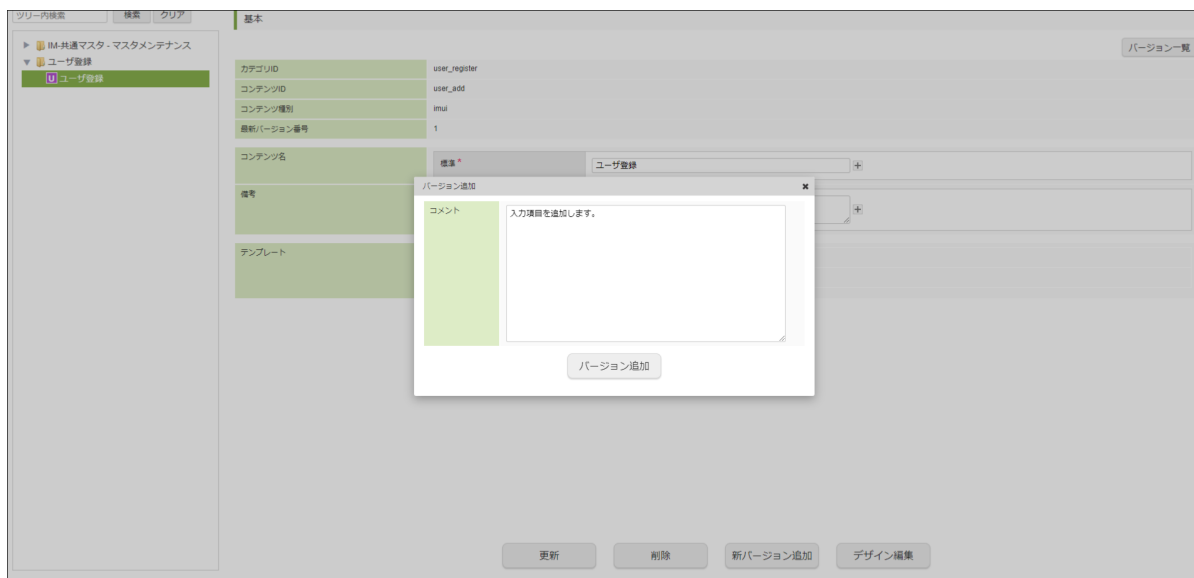 ツリー内検索
検索
クリア
基本
IM-共通マスタ - マスタメンテナンス
ユーザ登録
U ユーザ登録
バージョン一覧
カテゴリID
user_register
コンテンツID
user_add
コンテンツ種別
imui
最新バージョン番号
1
コンテンツ名
標準 *
ユーザ登録
備考
テンプレート
バージョン追加
コメント
入力項目を追加します。
バージョン追加
更新
削除
新バージョン追加
デザイン編集